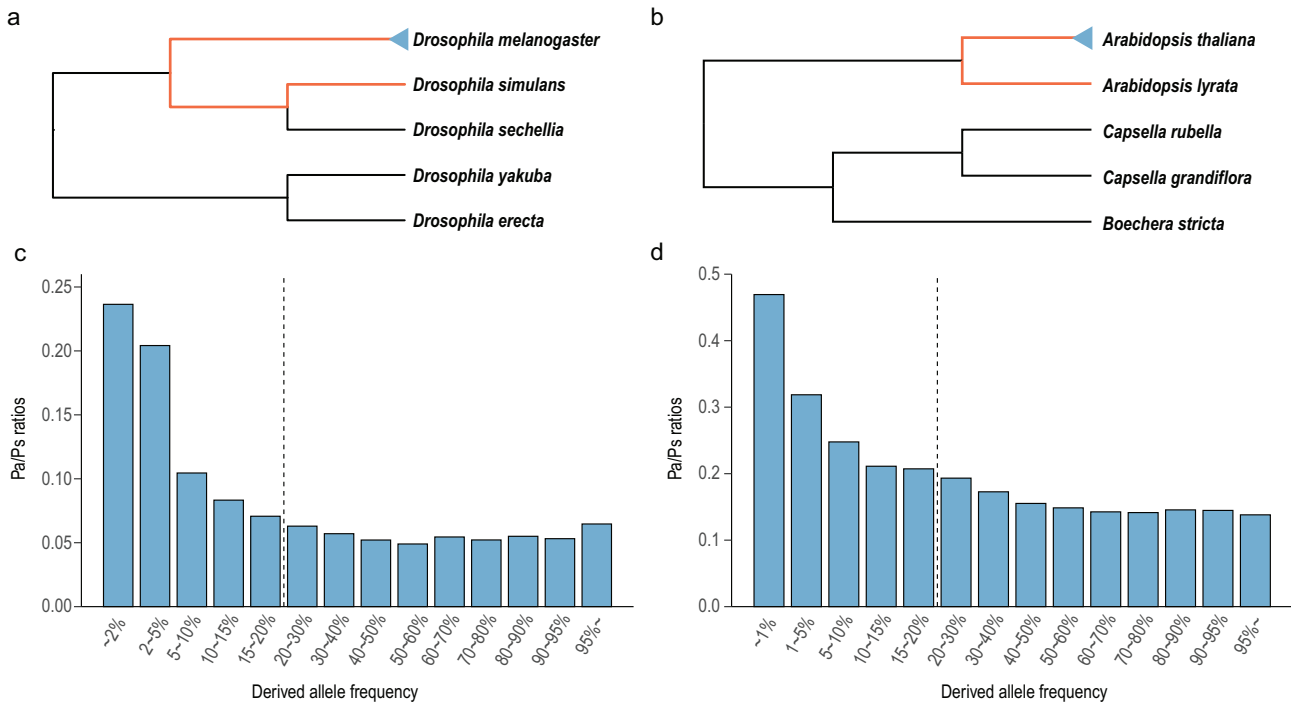 a
Drosophila melanogaster
Drosophila simulans
Drosophila sechellia
Drosophila yakuba
Drosophila erecta
b
Arabidopsis thaliana
Arabidopsis lyrata
Capsella rubella
Capsella grandiflora
Boechera stricta
c
Pa/Ps ratios
0.25
0.20
0.15
0.10
0.05
0.00
~2%
2~5%
5~10%
10~15%
15~20%
20~30%
30~40%
40~50%
50~60%
60~70%
70~80%
80~90%
90~95%
95%~
Derived allele frequency
d
Pa/Ps ratios
0.5
0.4
0.3
0.2
0.1
0.0
~1%
1~5%
5~10%
10~15%
15~20%
20~30%
30~40%
40~50%
50~60%
60~70%
70~80%
80~90%
90~95%
95%~
Derived allele frequency